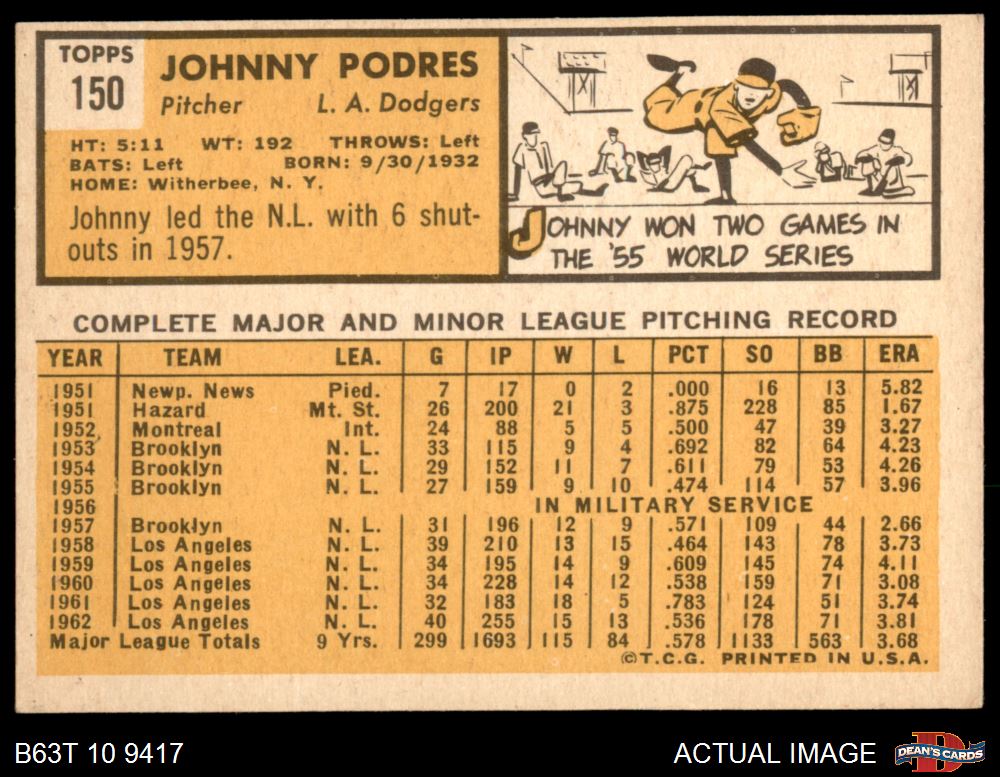 TOPPS
150
JOHNNY PODRES
Pitcher L. A. Dodgers
HT: 5:11 WT: 192 THROWS: Left
BATS: Left BORN: 9/30/1932
HOME: Witherbee, N. Y.
Johnny led the N.L. with 6 shut-
outs in 1957.
JOHNNY WON TWO GAMES IN
THE '55 WORLD SERIES
COMPLETE MAJOR AND MINOR LEAGUE PITCHING RECORD
YEAR TEAM LEA. G IP W L PCT SO BB ERA
1951 Newp. News Pied. 7 17 0 2 .000 16 13 5.82
1951 Hazard Mt. St. 26 200 21 3 .875 228 85 1.67
1952 Montreal Int. 24 88 5 5 .500 47 39 3.27
1953 Brooklyn N. L. 33 115 9 4 .692 82 64 4.23
1954 Brooklyn N. L. 29 152 11 7 .611 79 53 4.26
1955 Brooklyn N. L. 27 159 9 10 .474 114 57 3.96
1956 IN MILITARY SERVICE
1957 Brooklyn N. L. 31 196 12 9 .571 109 44 2.66
1958 Los Angeles N. L. 39 210 13 15 .464 143 78 3.73
1959 Los Angeles N. L. 34 195 14 9 .609 145 74 4.11
1960 Los Angeles N. L. 34 228 14 12 .538 159 71 3.08
1961 Los Angeles N. L. 32 183 18 5 .783 124 51 3.74
1962 Los Angeles N. L. 40 255 15 13 .536 178 71 3.81
Major League Totals 9 Yrs. 299 1693 115 84 .578 1133 563 3.68
©T.C.G. PRINTED IN U.S.A.
B63T 10 9417 ACTUAL IMAGE DEAN'S CARDS